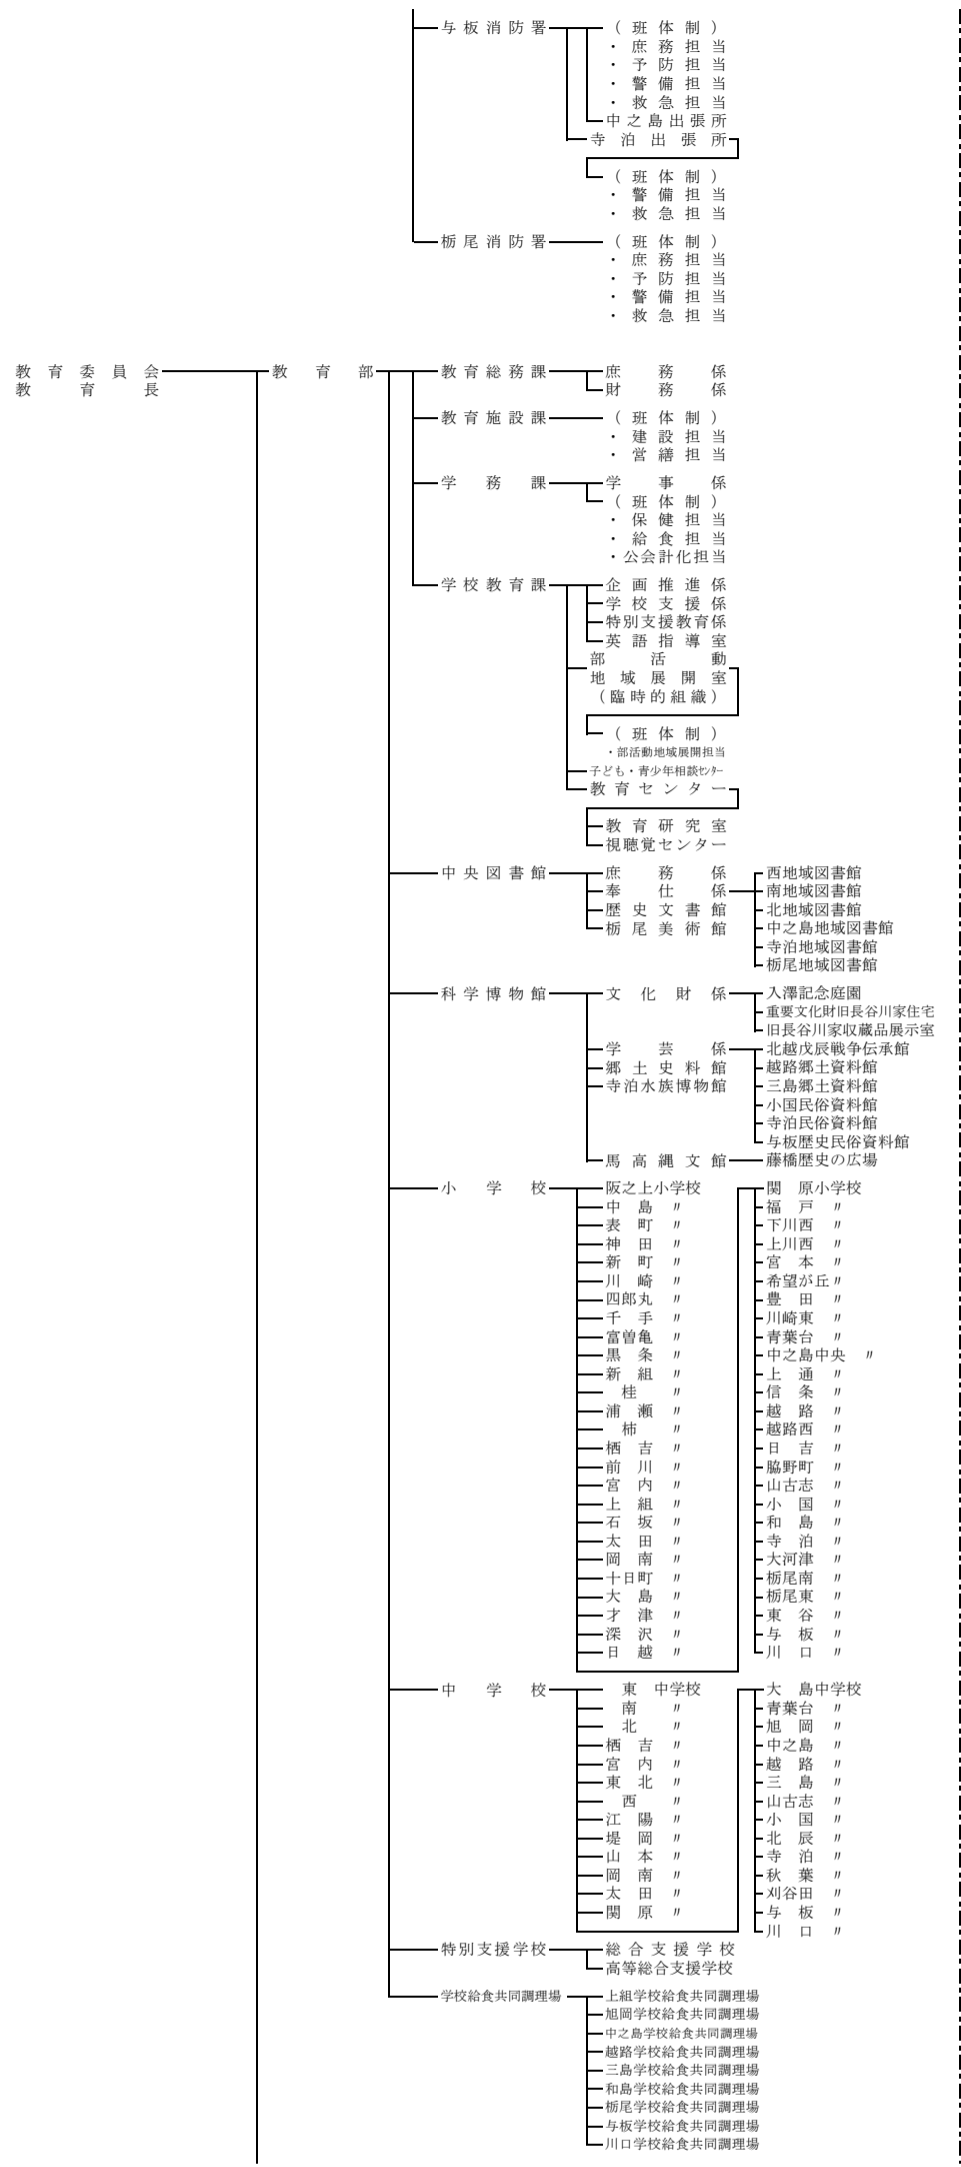 与板消防署 （班体制）
・庶務担当
・予防担当
・警備担当
・救急担当
中之島出張所
寺泊出張所
（班体制）
・警備担当
・救急担当
栃尾消防署 （班体制）
・庶務担当
・予防担当
・警備担当
・救急担当
教育委員会 教育部 教育総務課 庶務係
教育長 財務係
教育施設課 （班体制）
・建設担当
・営繕担当
学務課 学事係
（班体制）
・保健担当
・給食担当
・公会計化担当
学校教育課 企画推進係
学校支援係
特別支援教育係
英語指導室
部活動
地域展開室
（臨時的組織）
（班体制）
・部活動地域展開担当
子ども・青少年相談ｾﾝﾀｰ
教育センター
教育研究室
視聴覚センター
中央図書館 庶務係 西地域図書館
奉仕係 南地域図書館
歴史文書館 北地域図書館
栃尾美術館 中之島地域図書館
寺泊地域図書館
栃尾地域図書館
科学博物館 文化財係 入澤記念庭園
重要文化財旧長谷川家住宅
旧長谷川家収蔵品展示室
学芸係 北越戊辰戦争伝承館
郷土史料館 越路郷土資料館
寺泊水族博物館 三島郷土資料館
小国民俗資料館
寺泊民俗資料館
与板歴史民俗資料館
馬高縄文館 藤橋歴史の広場
小学校 阪之上小学校 関原小学校
中島〃 福戸〃
表町〃 下川西〃
神田〃 上川西〃
新町〃 宮本〃
川崎〃 希望が丘〃
四郎丸〃 豊田〃
千手〃 川崎東〃
富曽亀〃 青葉台〃
黒条〃 中之島中央〃
新組〃 上通〃
桂〃 信条〃
浦瀬〃 越路〃
柿〃 越路西〃
栖吉〃 日吉〃
前川〃 脇野町〃
宮内〃 山古志〃
上組〃 小国〃
石坂〃 和島〃
太田〃 寺泊〃
岡南〃 大河津〃
十日町〃 栃尾南〃
大島〃 栃尾東〃
才津〃 東谷〃
深沢〃 与板〃
日越〃 川口〃
中学校 東中学校 大島中学校
南〃 青葉台〃
北〃 旭岡〃
栖吉〃 中之島〃
宮内〃 越路〃
東北〃 三島〃
西〃 山古志〃
江陽〃 小国〃
堤岡〃 北辰〃
山本〃 寺泊〃
岡南〃 秋葉〃
太田〃 刈谷田〃
関原〃 与板〃
川口〃
特別支援学校 総合支援学校
高等総合支援学校
学校給食共同調理場 上組学校給食共同調理場
旭岡学校給食共同調理場
中之島学校給食共同調理場
越路学校給食共同調理場
三島学校給食共同調理場
和島学校給食共同調理場
栃尾学校給食共同調理場
与板学校給食共同調理場
川口学校給食共同調理場